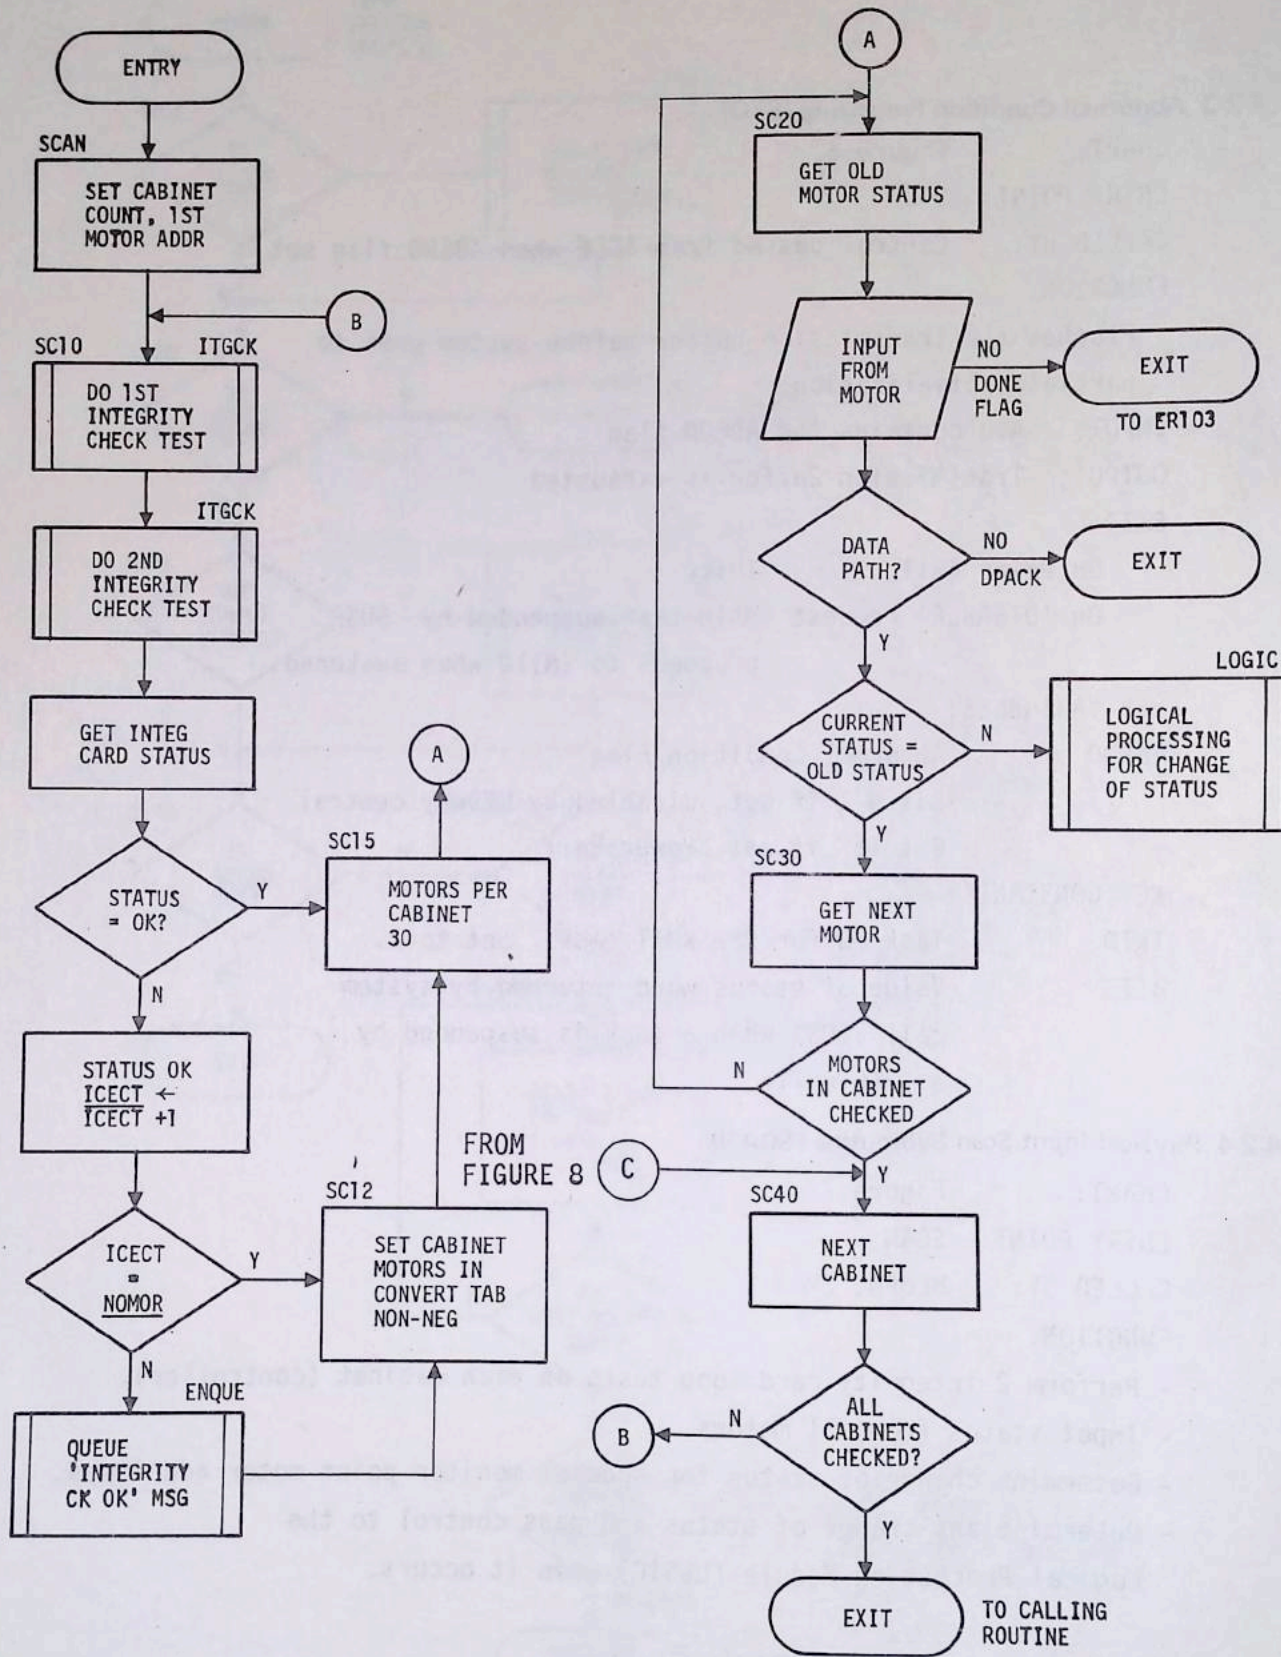 ENTRY
SCAN
SET CABINET
COUNT, 1ST
MOTOR ADDR
B
SC10
ITGCK
DO 1ST
INTEGRITY
CHECK TEST
ITGCK
DO 2ND
INTEGRITY
CHECK TEST
GET INTEG
CARD STATUS
STATUS
= OK?
Y
N
A
SC15
MOTORS PER
CABINET
30
STATUS OK
ICECT ←
ICECT +1
ICECT
=
NOMOR
Y
N
FROM
FIGURE 8
C
SC12
SET CABINET
MOTORS IN
CONVERT TAB
NON-NEG
ENQUE
QUEUE
'INTEGRITY
CK OK' MSG
A
SC20
GET OLD
MOTOR STATUS
INPUT
FROM
MOTOR
NO
DONE
FLAG
EXIT
TO ER103
DATA
PATH?
NO
DPACK
EXIT
Y
CURRENT
STATUS =
OLD STATUS
N
LOGIC
LOGICAL
PROCESSING
FOR CHANGE
OF STATUS
Y
SC30
GET NEXT
MOTOR
MOTORS
IN CABINET
CHECKED
N
Y
SC40
NEXT
CABINET
ALL
CABINETS
CHECKED?
N
B
Y
EXIT
TO CALLING
ROUTINE